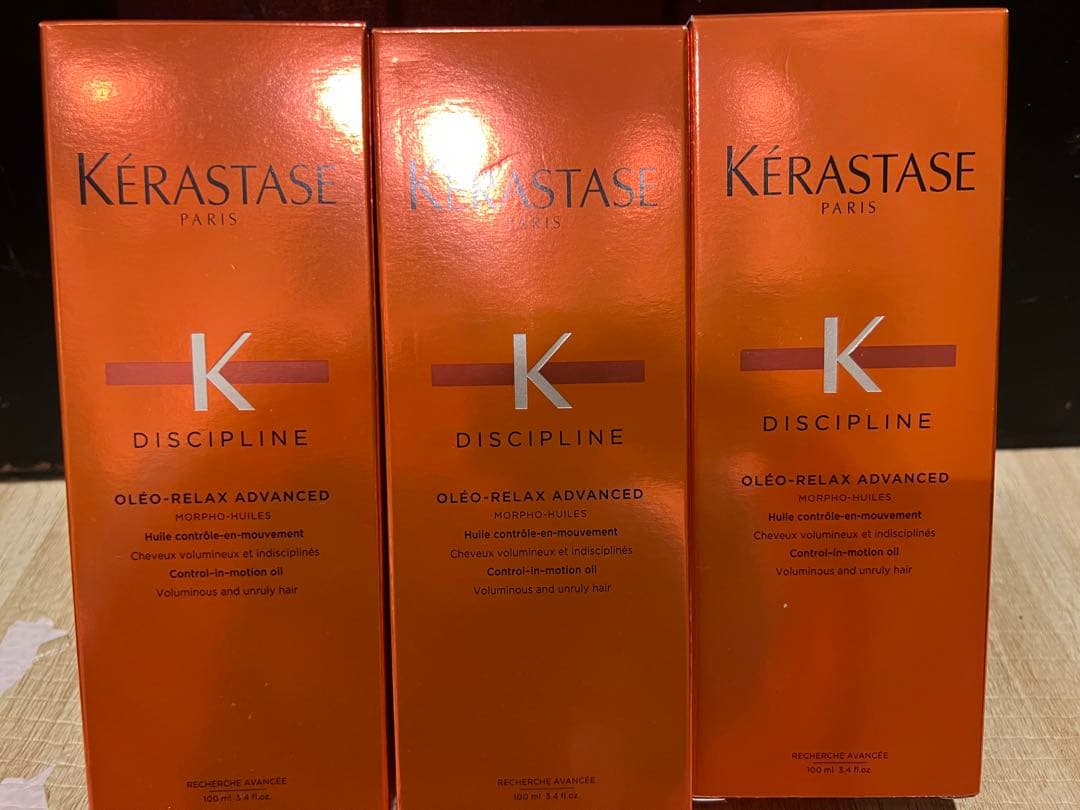 KÉRASTASE
PARIS
K
DISCIPLINE
OLÉO-RELAX ADVANCED
MORPHO-HUILES
Huile contrôle-en-mouvement
Cheveux volumineux et indisciplinés
Control-in-motion oil
Voluminous and unruly hair
RECHERCHE AVANCÉE
100 ml 3.4 fl.oz.
KÉRASTASE
PARIS
K
DISCIPLINE
OLÉO-RELAX ADVANCED
MORPHO-HUILES
Huile contrôle-en-mouvement
Cheveux volumineux et indisciplinés
Control-in-motion oil
Voluminous and unruly hair
RECHERCHE AVANCÉE
100 ml 3.4 fl.oz.
KÉRASTASE
PARIS
K
DISCIPLINE
OLÉO-RELAX ADVANCED
MORPHO-HUILES
Huile contrôle-en-mouvement
Cheveux volumineux et indisciplinés
Control-in-motion oil
Voluminous and unruly hair
RECHERCHE AVANCÉE
100 ml 3.4 fl.oz.